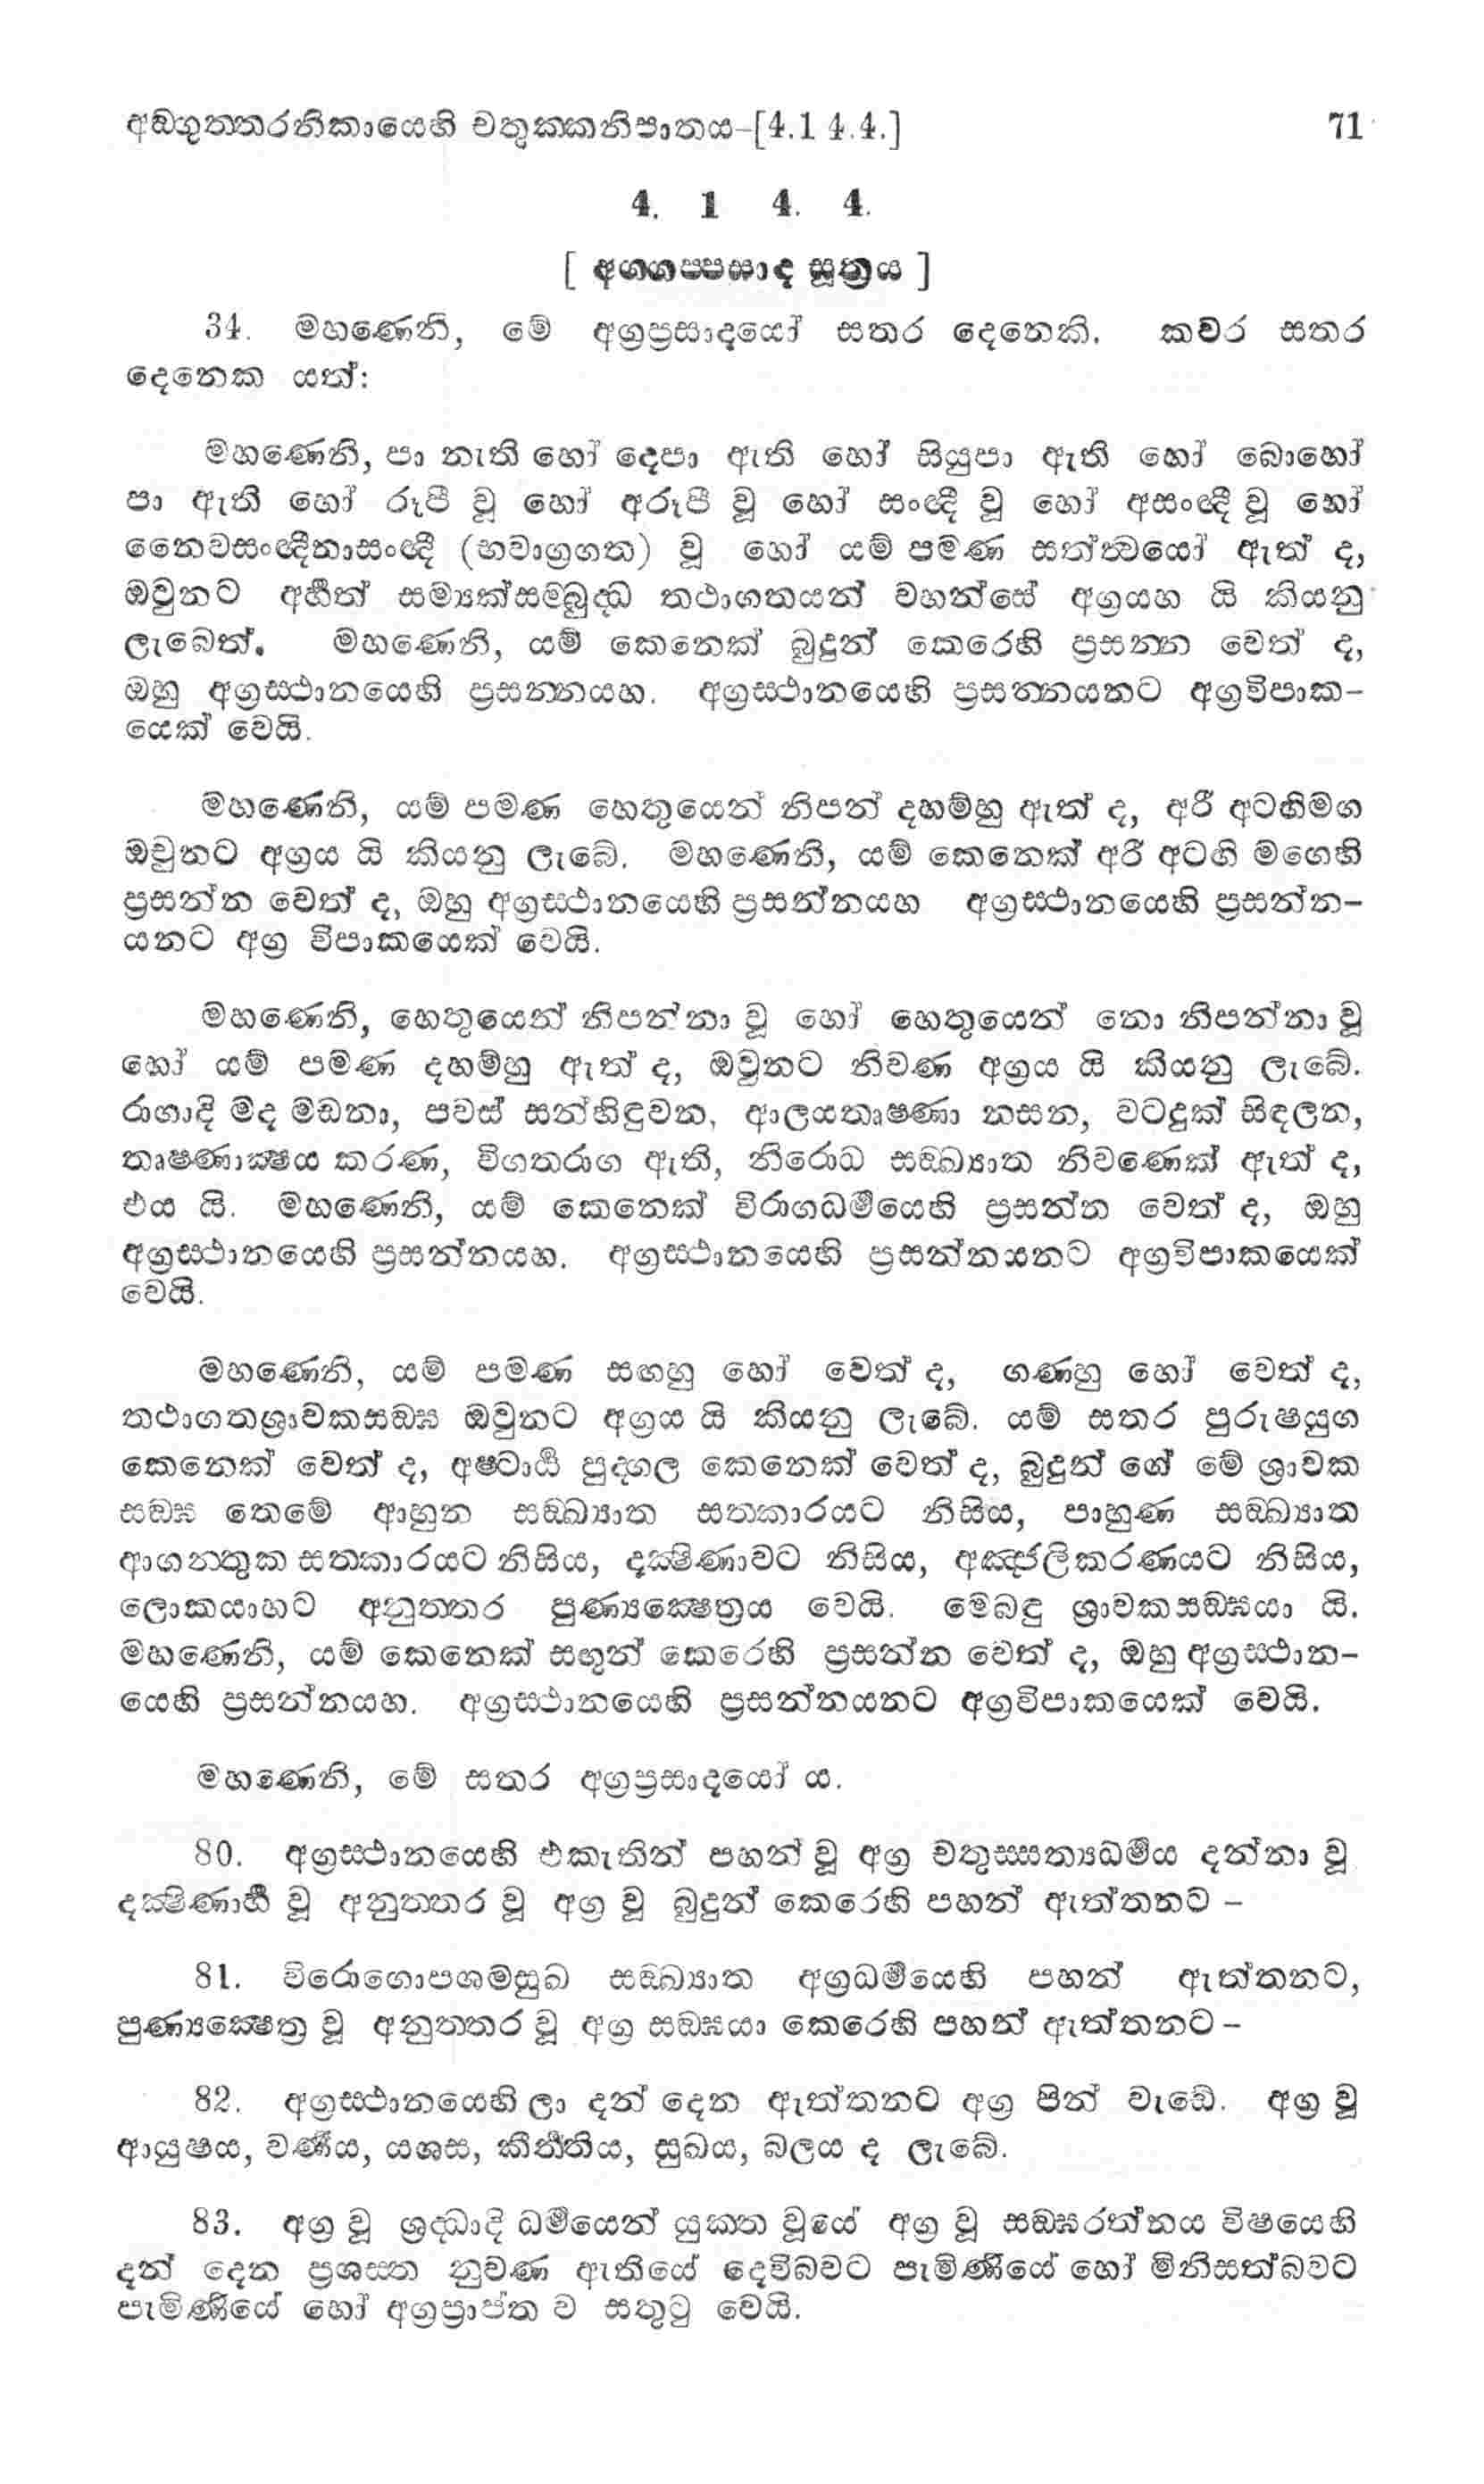 අඞ්ගුත්තරනිකායෙහි චතුක්කනිපාතය-[4.1 4.4.] 71
4. 1 4. 4.
[ අග්ගප්පසාද සූත්‍රය ]
34. මහණෙනි, මේ අග්‍රප්‍රසාදයෝ සතර දෙනෙකි. කවර සතර
දෙනෙක යත්:
මහණෙනි, පා නැති හෝ දෙපා ඇති හෝ සියුපා ඇති හෝ බොහෝ
පා ඇති හෝ රූපී වූ හෝ අරූපී වූ හෝ සංඥී වූ හෝ අසංඥී වූ හෝ
නෛවසංඥීනාසංඥී (භවාග්‍රගත) වූ හෝ යම් පමණ සත්ත්‍වයෝ ඇත් ද,
ඔවුනට අර්හත් සම්‍යක්සම්බුද්ධ තථාගතයන් වහන්සේ අග්‍රයහ යි කියනු
ලැබෙත්. මහණෙනි, යම් කෙනෙක් බුදුන් කෙරෙහි ප්‍රසන්න වෙත් ද,
ඔහු අග්‍රස්ථානයෙහි ප්‍රසන්නයහ. අග්‍රස්ථානයෙහි ප්‍රසන්නයනට අග්‍රවිපාක-
යෙක් වෙයි.
මහණෙනි, යම් පමණ හෙතුයෙන් නිපන් දහම්හු ඇත් ද, අරී අටඟිමග
ඔවුනට අග්‍රය යි කියනු ලැබේ. මහණෙනි, යම් කෙනෙක් අරී අටඟි මගෙහි
ප්‍රසන්න වෙත් ද, ඔහු අග්‍රස්ථානයෙහි ප්‍රසන්නයහ අග්‍රස්ථානයෙහි ප්‍රසන්න-
යනට අග්‍ර විපාකයෙක් වෙයි.
මහණෙනි, හෙතුයෙන් නිපන්නා වූ හෝ හෙතුයෙන් නො නිපන්නා වූ
හෝ යම් පමණ දහම්හු ඇත් ද, ඔවුනට නිවණ අග්‍රය යි කියනු ලැබේ.
රාගාදි මද මඩනා, පවස් සන්හිඳුවන, ආලයතෘෂ්ණා නසන, වටදුක් සිඳලන,
තෘෂ්ණාක්‍ෂය කරණ, විගතරාග ඇති, නිරොධ සඞ්ඛ්‍යාත නිවණෙක් ඇත් ද,
එය යි. මහණෙනි, යම් කෙනෙක් විරාගධර්මයෙහි ප්‍රසන්න වෙත් ද, ඔහු
අග්‍රස්ථානයෙහි ප්‍රසන්නයහ. අග්‍රස්ථානයෙහි ප්‍රසන්නයනට අග්‍රවිපාකයෙක්
වෙයි.
මහණෙනි, යම් පමණ සඟහු හෝ වෙත් ද, ගණහු හෝ වෙත් ද,
තථාගතශ්‍රාවකසඞ්ඝ ඔවුනට අග්‍රය යි කියනු ලැබේ. යම් සතර පුරුෂයුග
කෙනෙක් වෙත් ද, අෂ්ටාර්ය්‍ය පුද්ගල කෙනෙක් වෙත් ද, බුදුන් ගේ මේ ශ්‍රාවක
සඞ්ඝ තෙමේ ආහුන සඞ්ඛ්‍යාත සත්කාරයට නිසිය, පාහුණ සඞ්ඛ්‍යාත
ආගන්තුක සත්කාරයට නිසිය, දක්‍ෂිණාවට නිසිය, අඤ්ජලිකරණයට නිසිය,
ලොකයාහට අනුත්තර පුණ්‍යක්‍ෂෙත්‍රය වෙයි. මෙබඳු ශ්‍රාවකසඞ්ඝයා යි.
මහණෙනි, යම් කෙනෙක් සඟුන් කෙරෙහි ප්‍රසන්න වෙත් ද, ඔහු අග්‍රස්ථාන-
යෙහි ප්‍රසන්නයහ. අග්‍රස්ථානයෙහි ප්‍රසන්නයනට අග්‍රවිපාකයෙක් වෙයි.
මහණෙනි, මේ සතර අග්‍රප්‍රසාදයෝ ය.
80. අග්‍රස්ථානයෙහි එකැතින් පහන් වූ අග්‍ර චතුස්සත්‍යධර්මය දන්නා වූ
දක්‍ෂිණාර්හ වූ අනුත්තර වූ අග්‍ර වූ බුදුන් කෙරෙහි පහන් ඇත්තනට -
81. විරොගොපශමසුඛ සඞ්ඛ්‍යාත අග්‍රධර්මයෙහි පහන් ඇත්තනට,
පුණ්‍යක්‍ෂෙත්‍ර වූ අනුත්තර වූ අග්‍ර සඞ්ඝයා කෙරෙහි පහන් ඇත්තනට -
82. අග්‍රස්ථානයෙහි ලා දන් දෙන ඇත්තනට අග්‍ර පින් වැඩේ. අග්‍ර වූ
ආයුෂය, වර්ණය, යශස, කීර්ත්තිය, සුඛය, බලය ද ලැබේ.
83. අග්‍ර වූ ශ්‍රද්ධාදි ධර්මයෙන් යුක්ත වූයේ අග්‍ර වූ සඞ්ඝරත්නය විෂයෙහි
දන් දෙන ප්‍රශස්ත නුවණ ඇතියේ දෙව්බවට පැමිණියේ හෝ මිනිසත්බවට
පැමිණියේ හෝ අග්‍රප්‍රාප්ත ව සතුටු වෙයි.